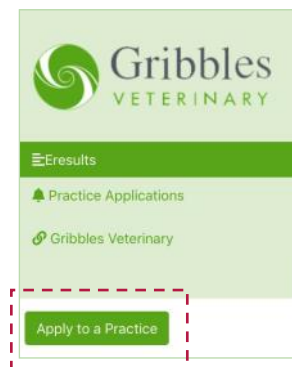 Gribbles
VETERINARY
Eresults
Practice Applications
Gribbles Veterinary
Apply to a Practice